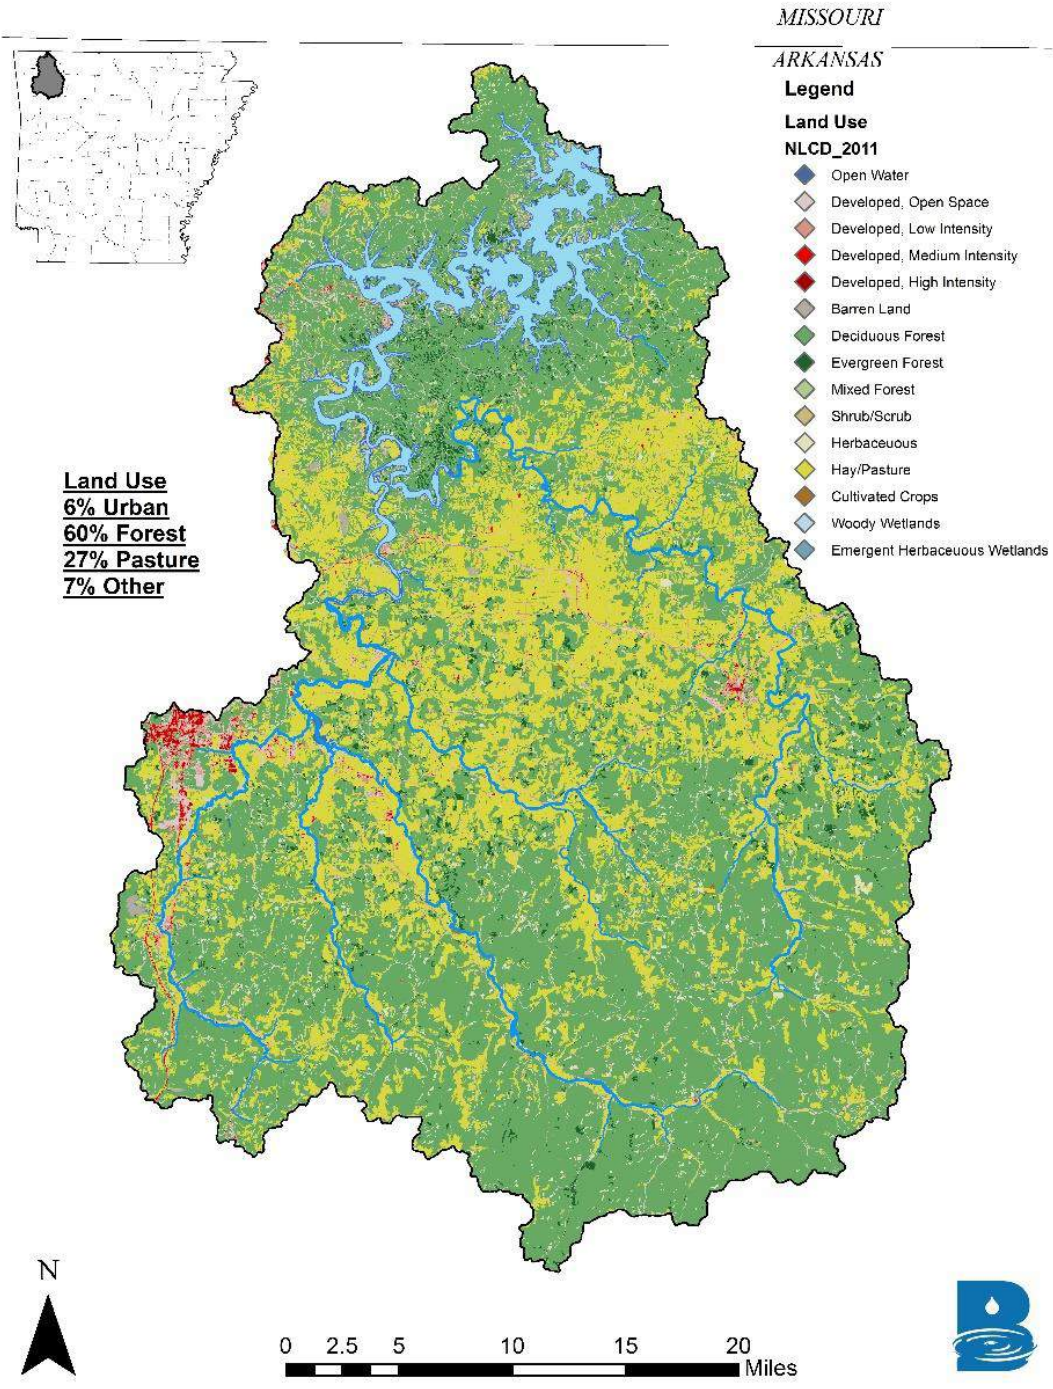 MISSOURI
ARKANSAS
Legend
Land Use
NLCD_2011
Open Water
Developed, Open Space
Developed, Low Intensity
Developed, Medium Intensity
Developed, High Intensity
Barren Land
Deciduous Forest
Evergreen Forest
Mixed Forest
Shrub/Scrub
Herbaceuous
Hay/Pasture
Cultivated Crops
Woody Wetlands
Emergent Herbaceuous Wetlands
Land Use
6% Urban
60% Forest
27% Pasture
7% Other
N
0 2.5 5 10 15 20
Miles
B